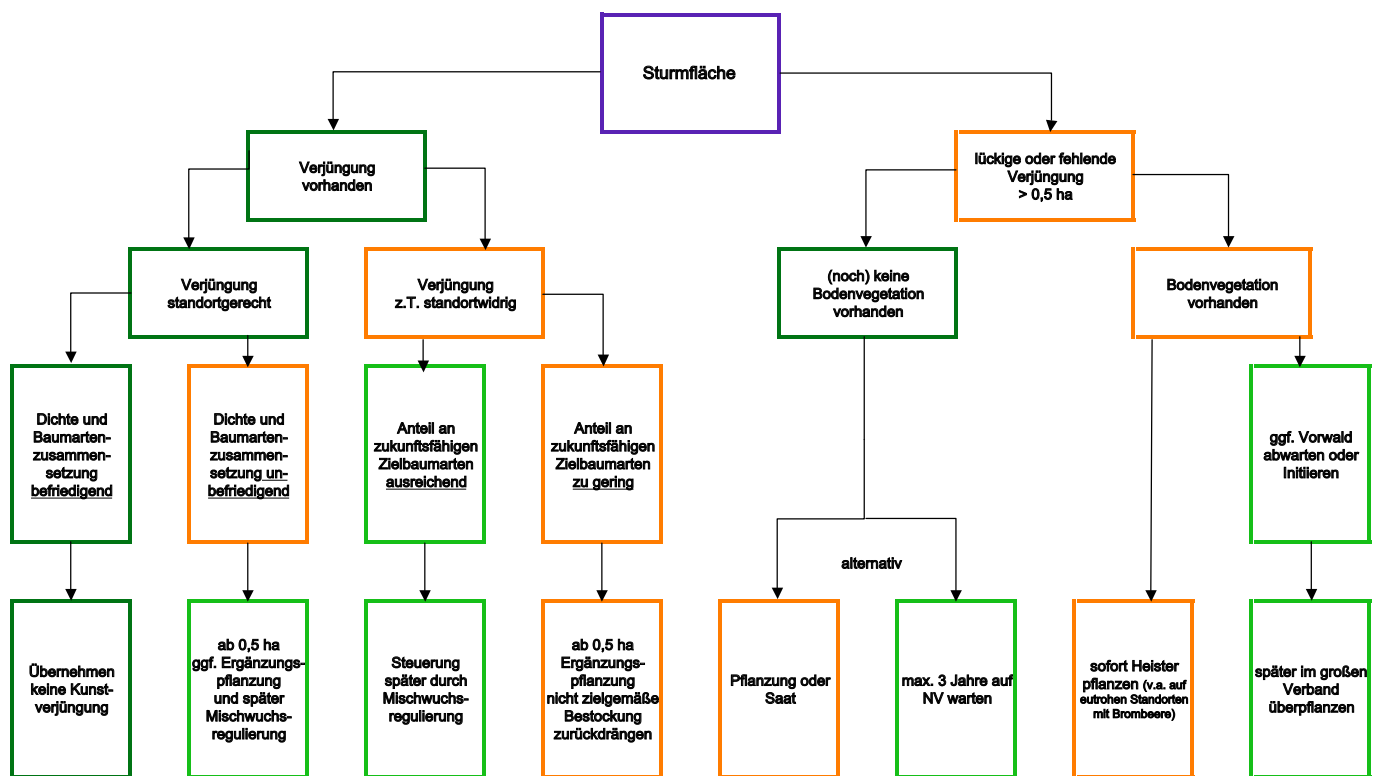 Sturmfläche
Verjüngung
vorhanden
lückige oder fehlende
Verjüngung
> 0,5 ha
Verjüngung
standortgerecht
Verjüngung
z.T. standortwidrig
(noch) keine
Bodenvegetation
vorhanden
Bodenvegetation
vorhanden
Dichte und
Baumarten-
zusammen-
setzung
befriedigend
Dichte und
Baumarten-
zusammen-
setzung un-
befriedigend
Anteil an
zukunftsfähigen
Zielbaumarten
ausreichend
Anteil an
zukunftsfähigen
Zielbaumarten
zu gering
ggf. Vorwald
abwarten oder
Initiieren
alternativ
Übernehmen
keine Kunst-
verjüngung
ab 0,5 ha
ggf. Ergänzungs-
pflanzung
und später
Mischwuchs-
regulierung
Steuerung
später durch
Mischwuchs-
regulierung
ab 0,5 ha
Ergänzungs-
pflanzung
nicht zielgemäße
Bestockung
zurückdrängen
Pflanzung oder
Saat
max. 3 Jahre auf
NV warten
sofort Heister
pflanzen (v.a. auf
eutrohen Standorten
mit Brombeere)
später im großen
Verband
überpflanzen